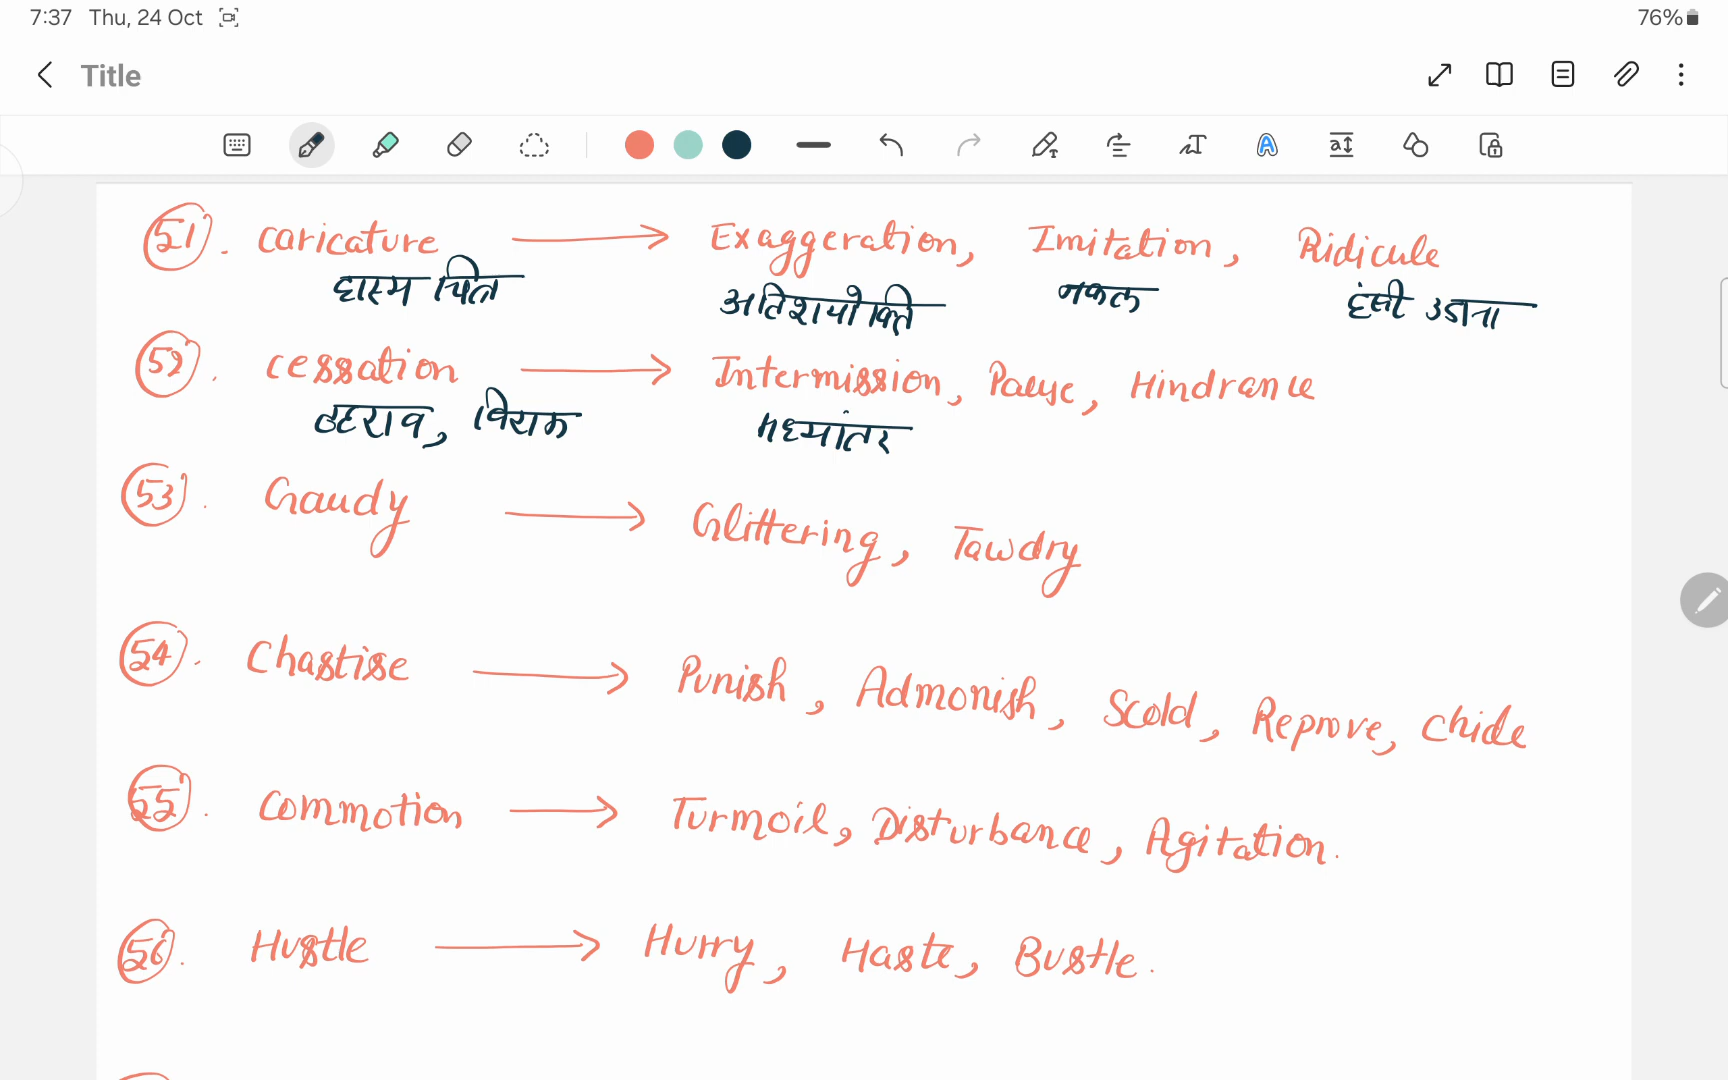 7:37 Thu, 24 Oct 76%
Title
51. Caricature → Exaggeration, Imitation, Ridicule
हास्य चित्र अतिशयोक्ति नकल हंसी उडाना
52. Cessation → Intermission, Pause, Hindrance
ठहराव, विराम मध्यांतर
53. Gaudy → Glittering, Tawdry
54. Chastise → Punish, Admonish, Scold, Reprove, Chide
55. Commotion → Turmoil, Disturbance, Agitation.
56. Hustle → Hurry, Haste, Bustle.